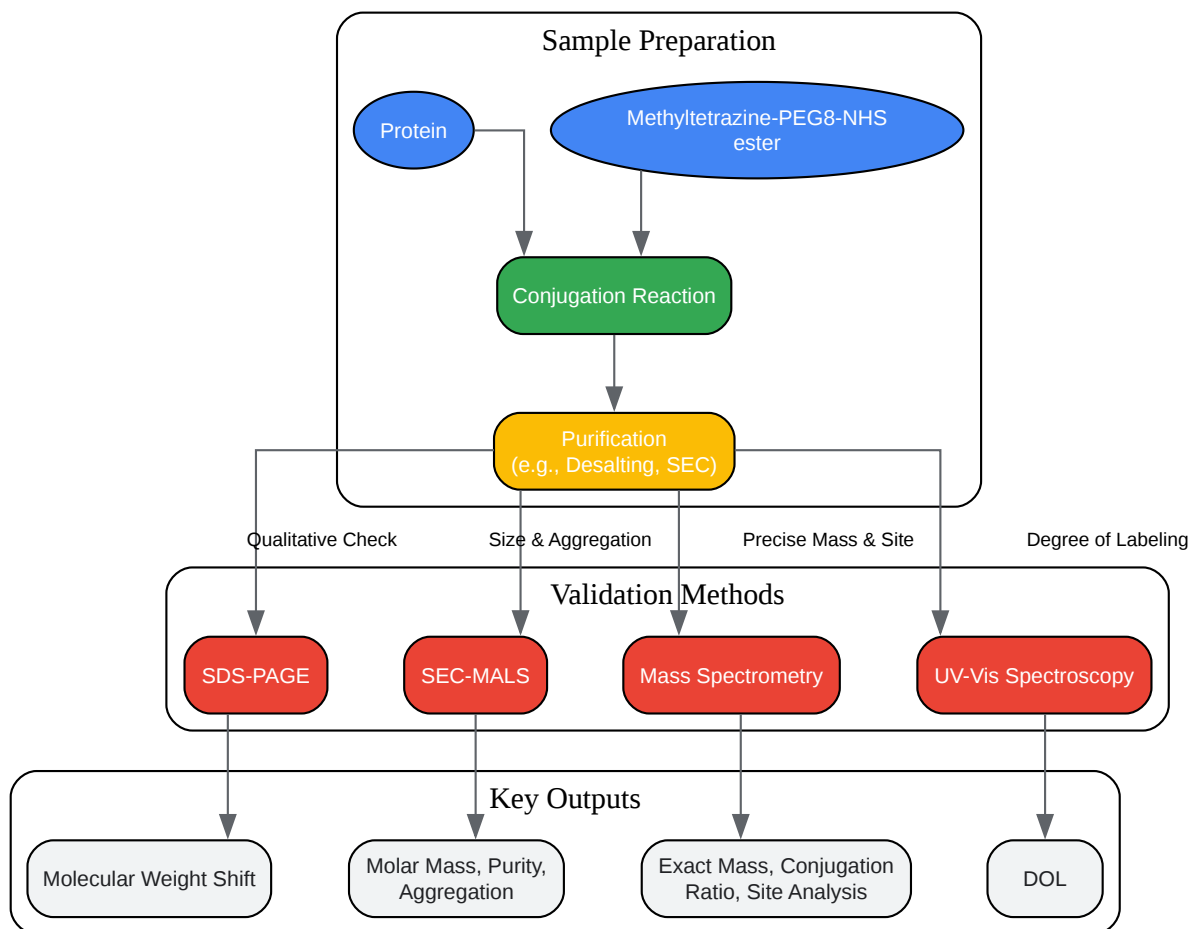 Sample Preparation
Protein
Methyltetrazine-PEG8-NHS
ester
Conjugation Reaction
Purification
(e.g., Desalting, SEC)
Qualitative Check
Size & Aggregation
Precise Mass & Site
Degree of Labeling
Validation Methods
SDS-PAGE
SEC-MALS
Mass Spectrometry
UV-Vis Spectroscopy
Key Outputs
Molecular Weight Shift
Molar Mass, Purity,
Aggregation
Exact Mass, Conjugation
Ratio, Site Analysis
DOL